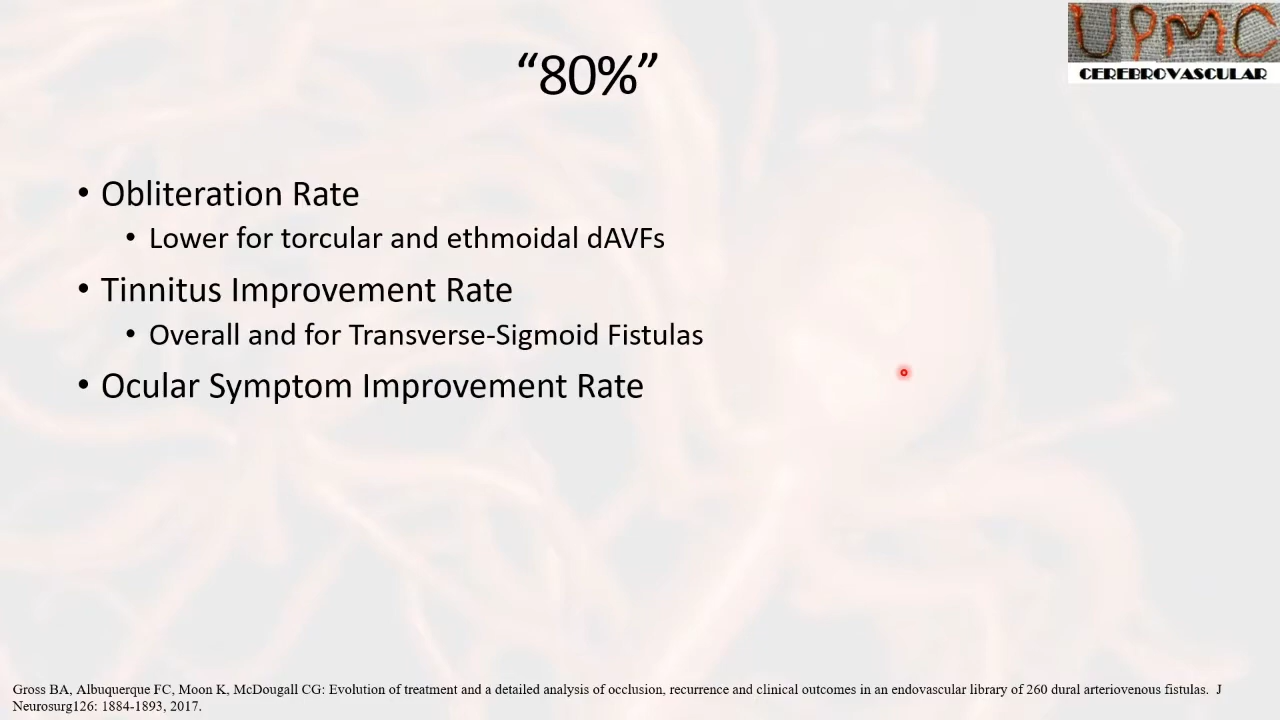 UPMC
CEREBROVASCULAR
“80%”
• Obliteration Rate
• Lower for torcular and ethmoidal dAVFs
• Tinnitus Improvement Rate
• Overall and for Transverse-Sigmoid Fistulas
• Ocular Symptom Improvement Rate
Gross BA, Albuquerque FC, Moon K, McDougall CG: Evolution of treatment and a detailed analysis of occlusion, recurrence and clinical outcomes in an endovascular library of 260 dural arteriovenous fistulas. J
Neurosurg126: 1884-1893, 2017.